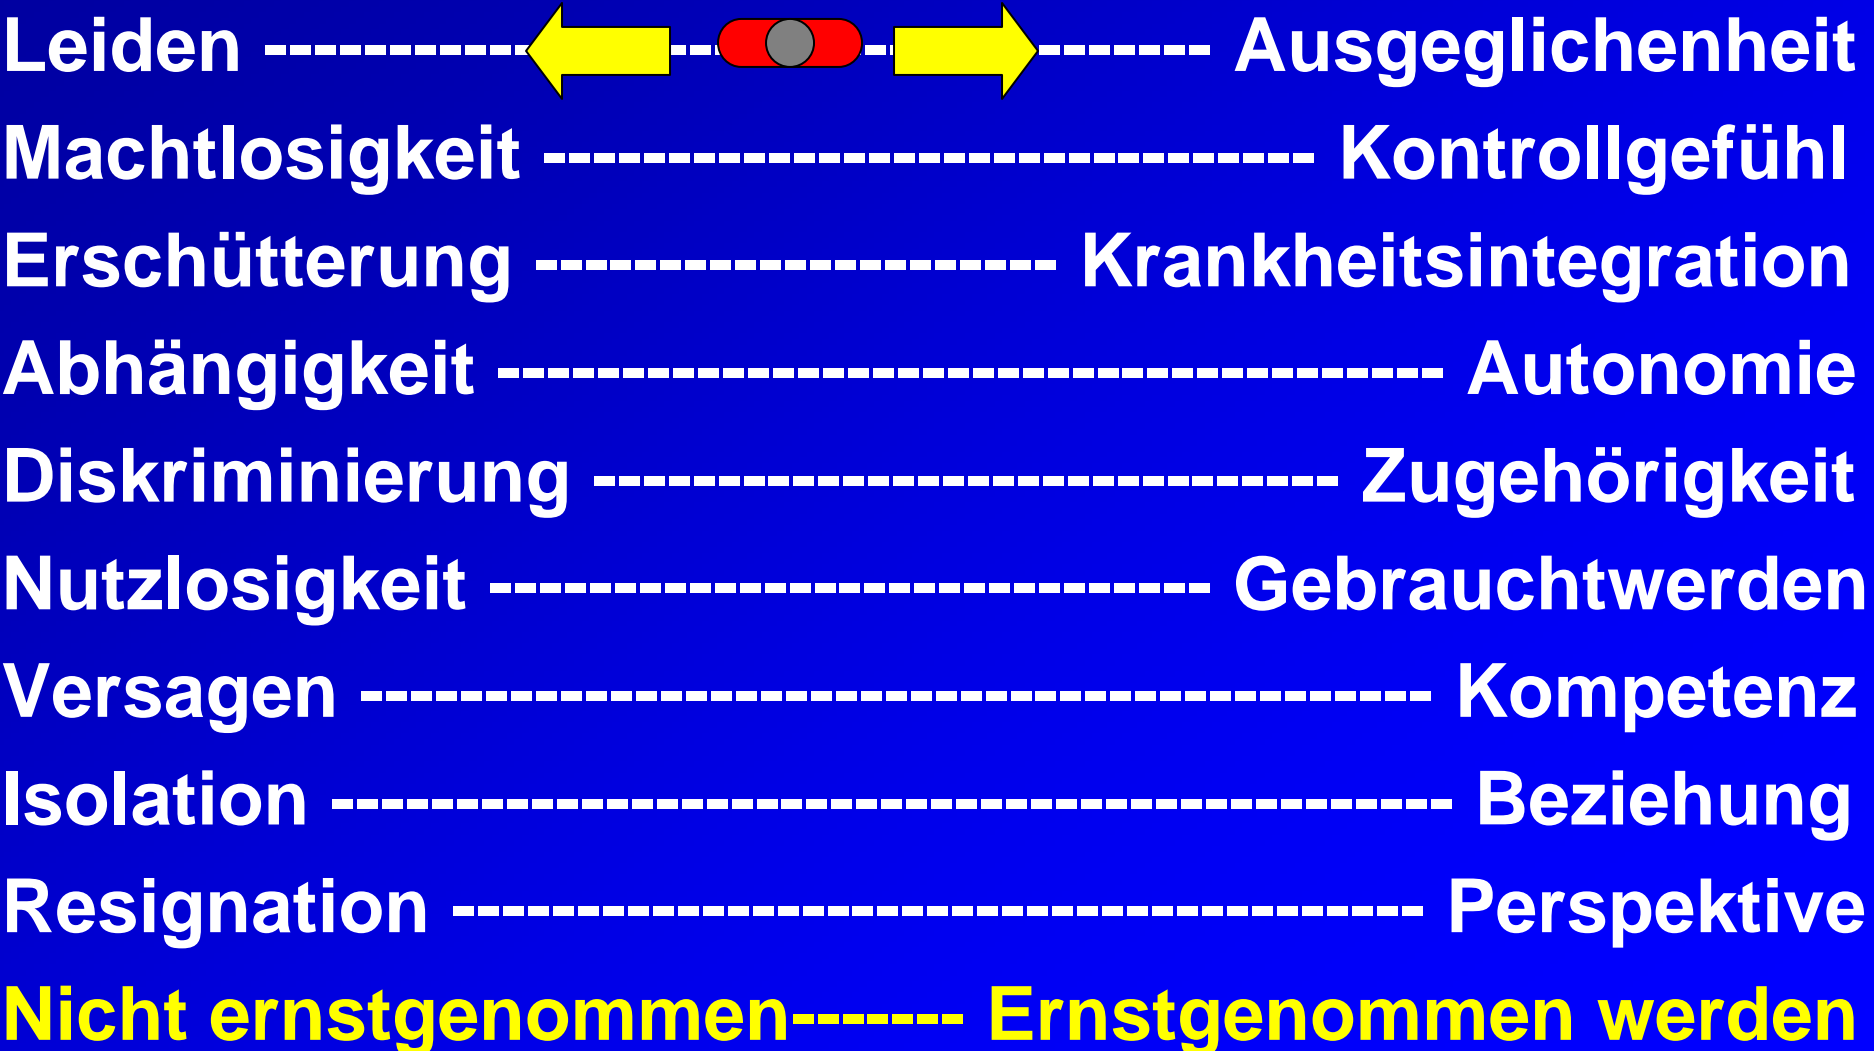 Leiden -------------------------------------- Ausgeglichenheit
Machtlosigkeit ------------------------------- Kontrollgefühl
Erschütterung --------------------- Krankheitsintegration
Abhängigkeit -------------------------------------- Autonomie
Diskriminierung ------------------------------ Zugehörigkeit
Nutzlosigkeit ----------------------------- Gebrauchtwerden
Versagen ------------------------------------------- Kompetenz
Isolation --------------------------------------------- Beziehung
Resignation --------------------------------------- Perspektive
Nicht ernstgenommen------- Ernstgenommen werden